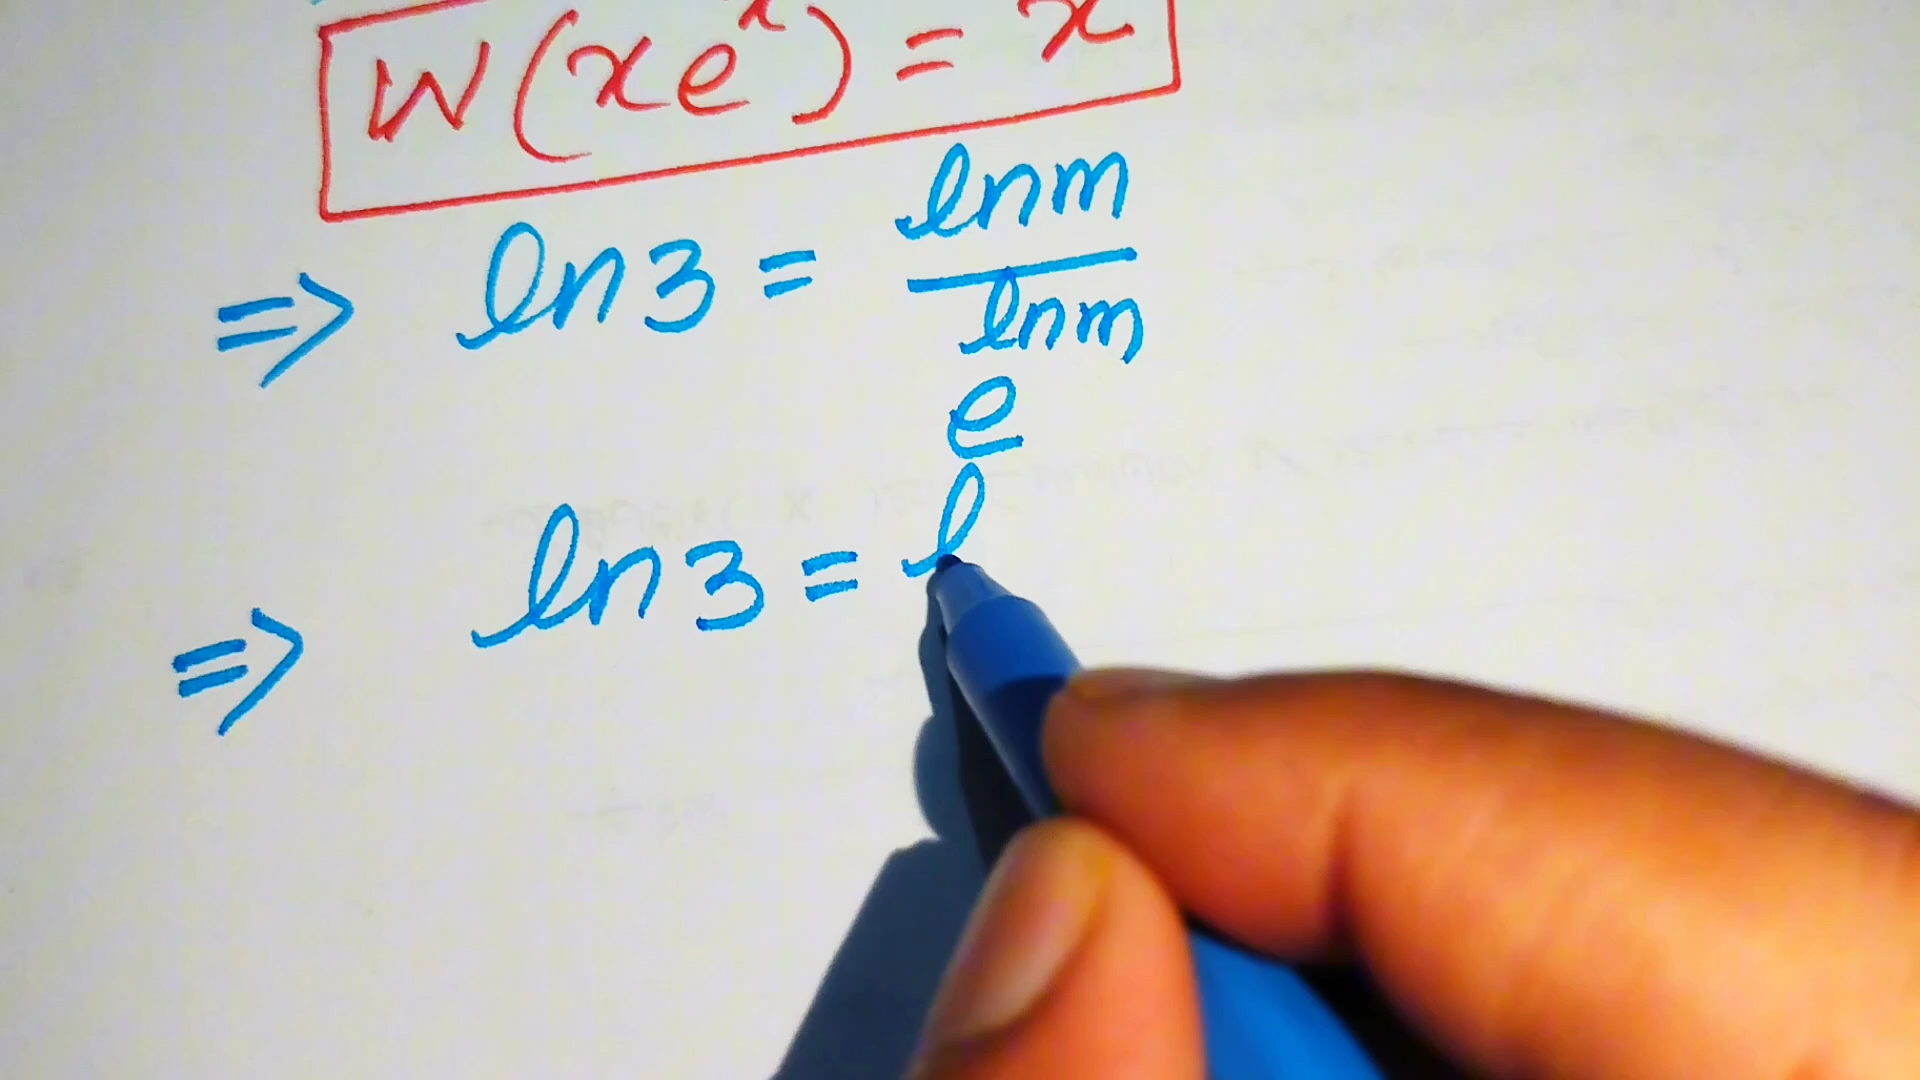 W(xe^x) = x
⇒ ln3 = lnm
lnm
e
⇒ ln3 = l